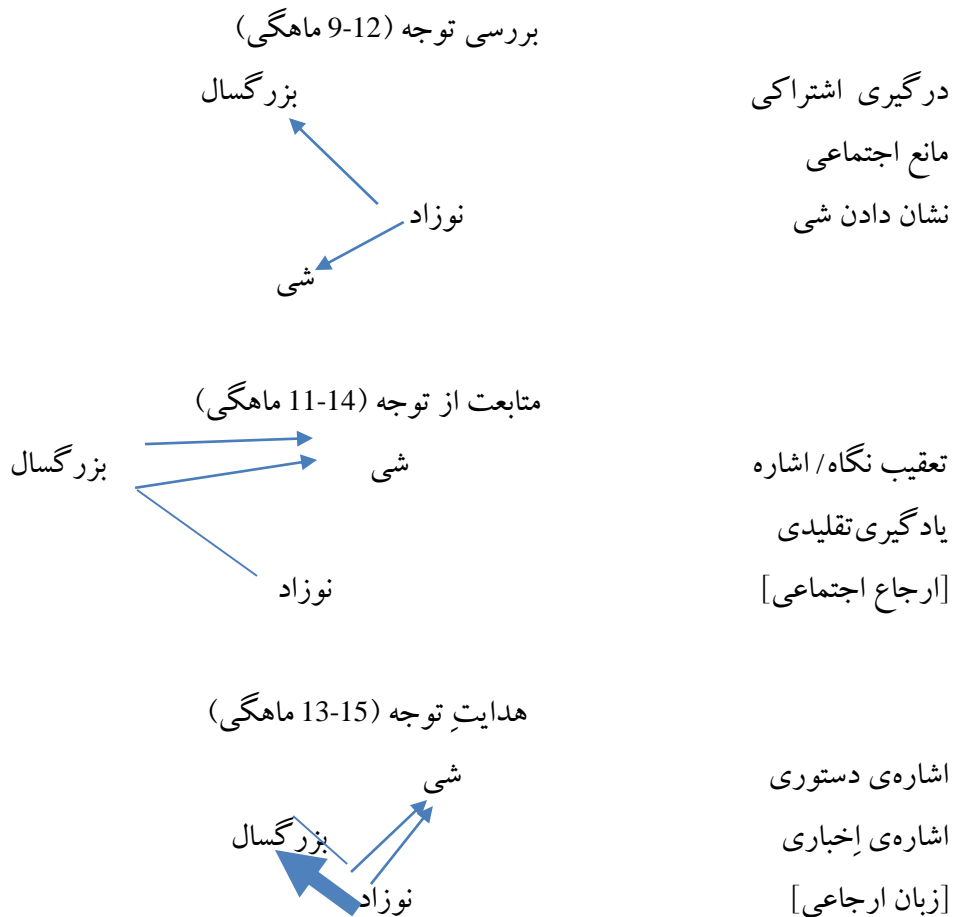 بررسی توجه (9-12 ماهگی)
درگیری اشتراکی
بزرگسال
مانع اجتماعی
نشان دادن شی
نوزاد
شی
متابعت از توجه (11-14 ماهگی)
تعقیب نگاه/ اشاره
شی
بزرگسال
یادگیری تقلیدی
[ارجاع اجتماعی]
نوزاد
هدایتِ توجه (13-15 ماهگی)
اشاره‌ی دستوری
شی
اشاره‌ی اِخباری
بزرگسال
[زبان ارجاعی]
نوزاد